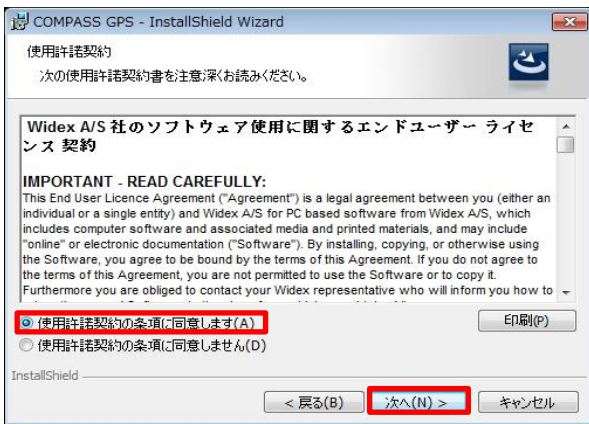 COMPASS GPS - InstallShield Wizard
使用許諾契約
次の使用許諾契約書を注意深くお読みください。
Widex A/S 社のソフトウェア使用に関するエンドユーザー ライセ
ンス 契約
IMPORTANT - READ CAREFULLY:
This End User Licence Agreement ("Agreement") is a legal agreement between you (either an
individual or a single entity) and Widex A/S for PC based software from Widex A/S, which
includes computer software and associated media and printed materials, and may include
"online" or electronic documentation ("Software"). By installing, copying, or otherwise using
the Software, you agree to be bound by the terms of this Agreement. If you do not agree to
the terms of this Agreement, you are not permitted to use the Software or to copy it.
Furthermore you are obliged to contact your Widex representative who will inform you how to
使用許諾契約の条項に同意します(A)
印刷(P)
使用許諾契約の条項に同意しません(D)
InstallShield
< 戻る(B)
次へ(N) >
キャンセル